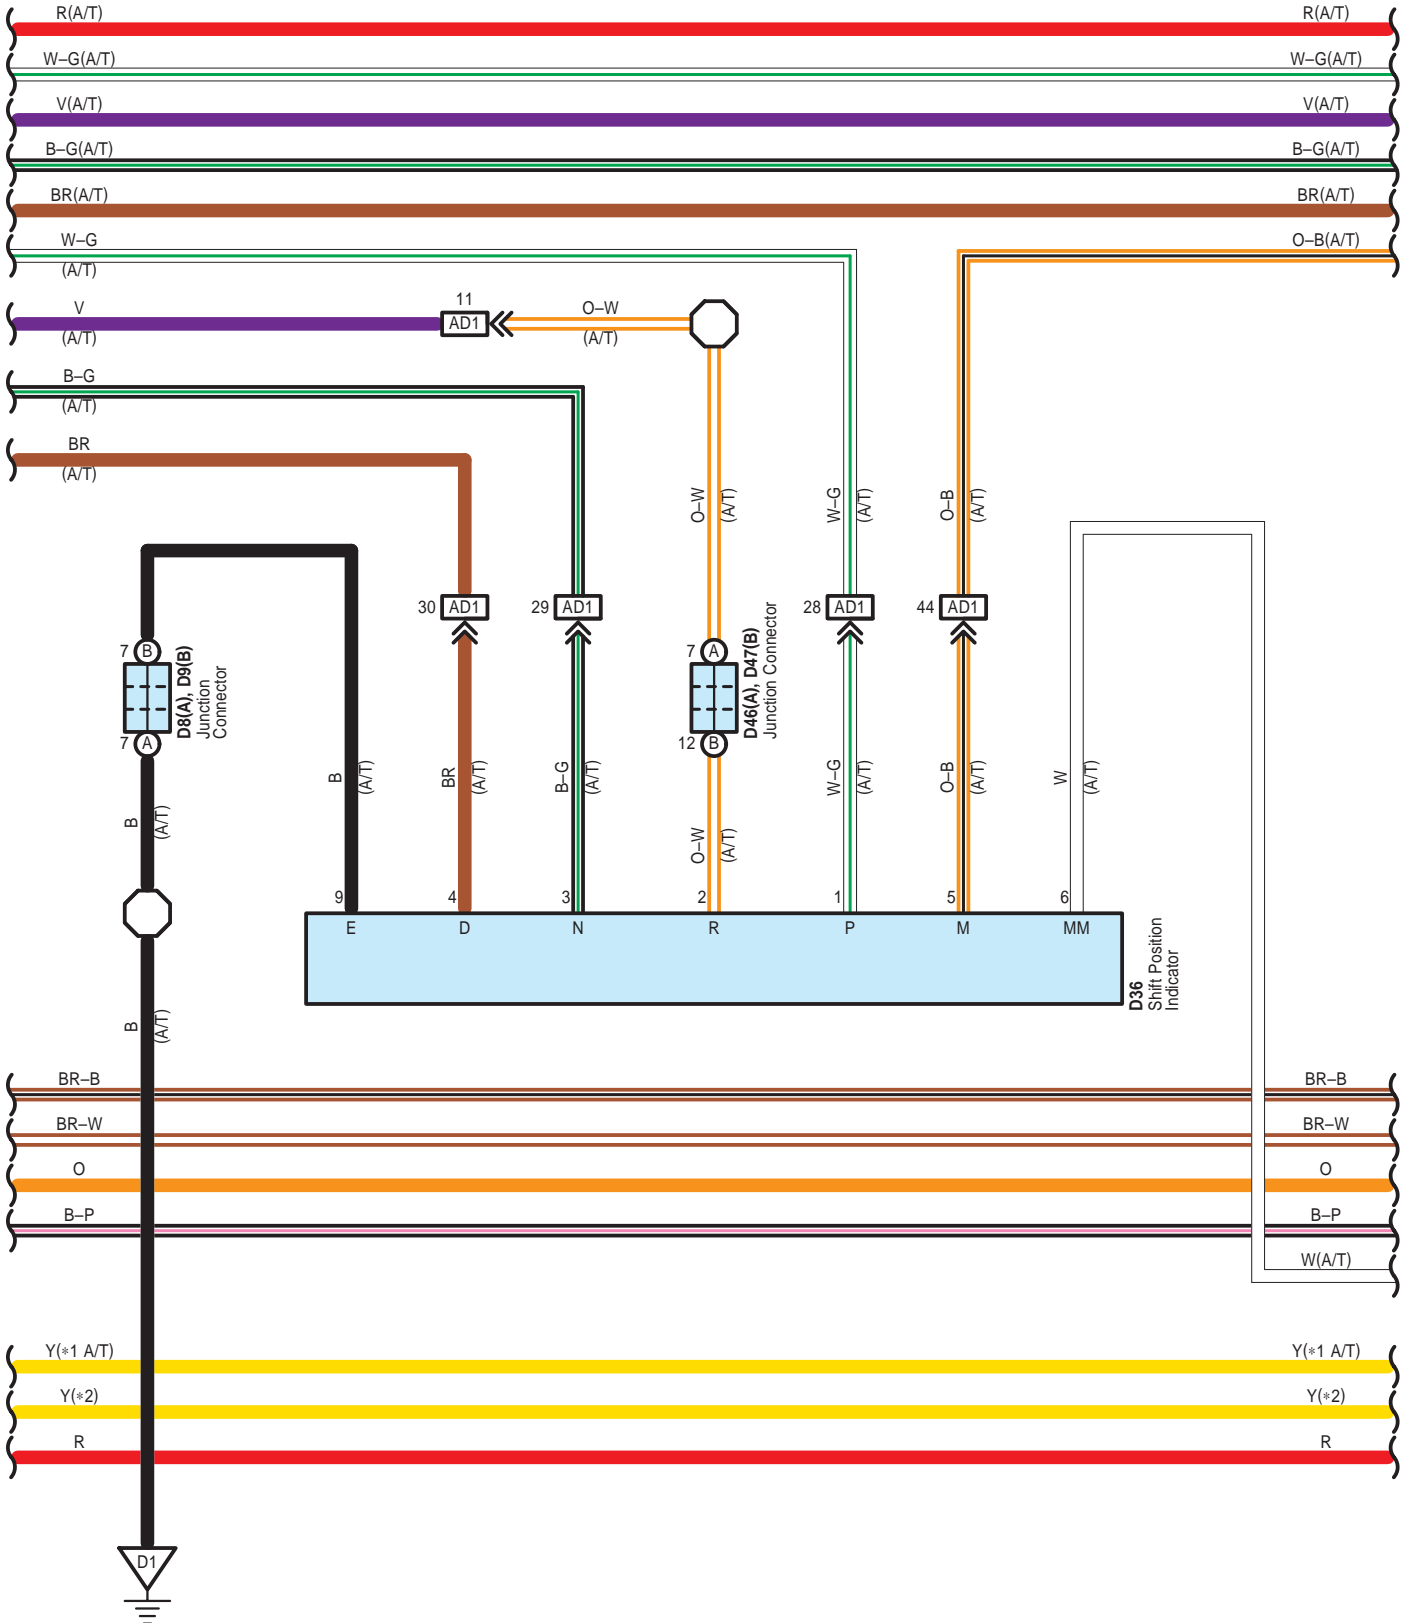 R(A/T) R(A/T)
W–G(A/T) W–G(A/T)
V(A/T) V(A/T)
B–G(A/T) B–G(A/T)
BR(A/T) BR(A/T)
W–G O–B(A/T)
(A/T)
11
V AD1 O–W
(A/T) (A/T)
B–G
(A/T)
BR
(A/T)
O–W (A/T)
W–G (A/T)
O–B (A/T)
30 AD1
29 AD1
28 AD1
44 AD1
7 B
D8(A), D9(B)
Junction
Connector
7 A
7 A
D46(A), D47(B)
Junction Connector
12 B
B (A/T)
B (A/T)
BR (A/T)
B–G (A/T)
O–W (A/T)
W–G (A/T)
O–B (A/T)
W (A/T)
9 4 3 2 1 5 6
E D N R P M MM
D36
Shift Position
Indicator
B (A/T)
BR–B BR–B
BR–W BR–W
O O
B–P B–P
W(A/T)
Y(*1 A/T) Y(*1 A/T)
Y(*2) Y(*2)
R R
D1